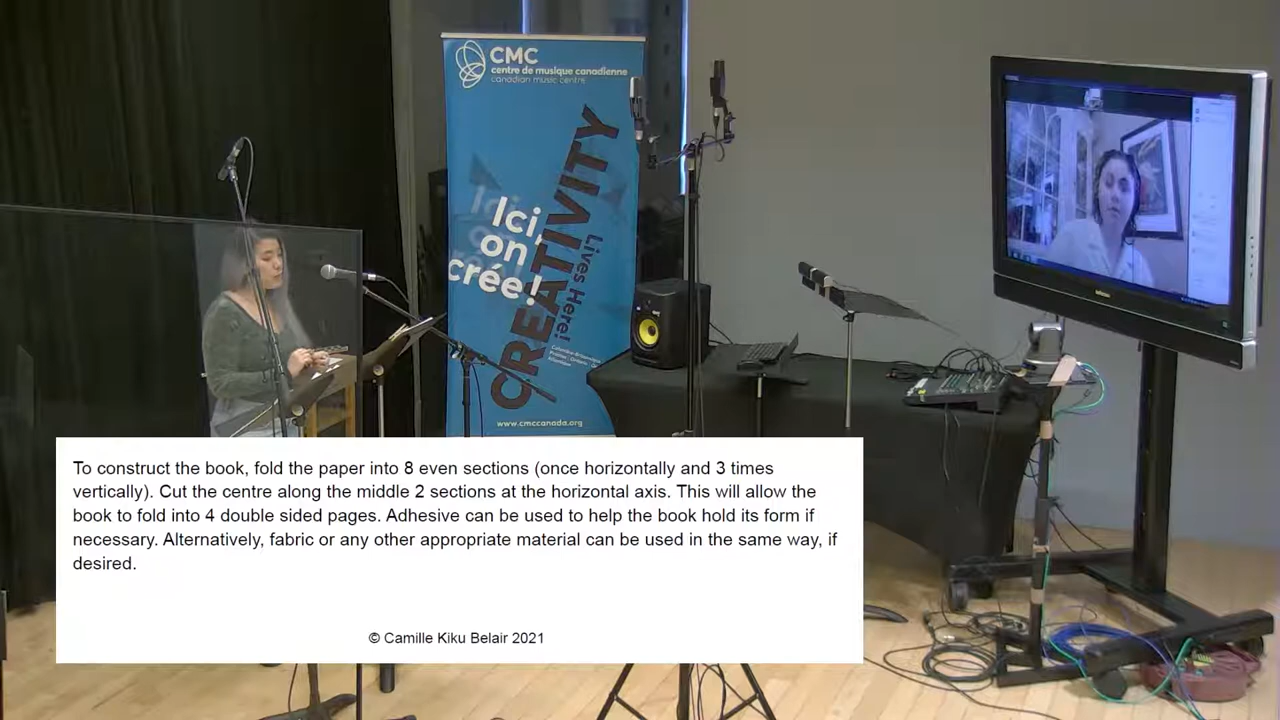 CMC
centre de musique canadienne
canadian music centre
CREATIVITY
Lives Here!
Ici,
on
crée!
www.cmccanada.org
To construct the book, fold the paper into 8 even sections (once horizontally and 3 times
vertically). Cut the centre along the middle 2 sections at the horizontal axis. This will allow the
book to fold into 4 double sided pages. Adhesive can be used to help the book hold its form if
necessary. Alternatively, fabric or any other appropriate material can be used in the same way, if
desired.
© Camille Kiku Belair 2021